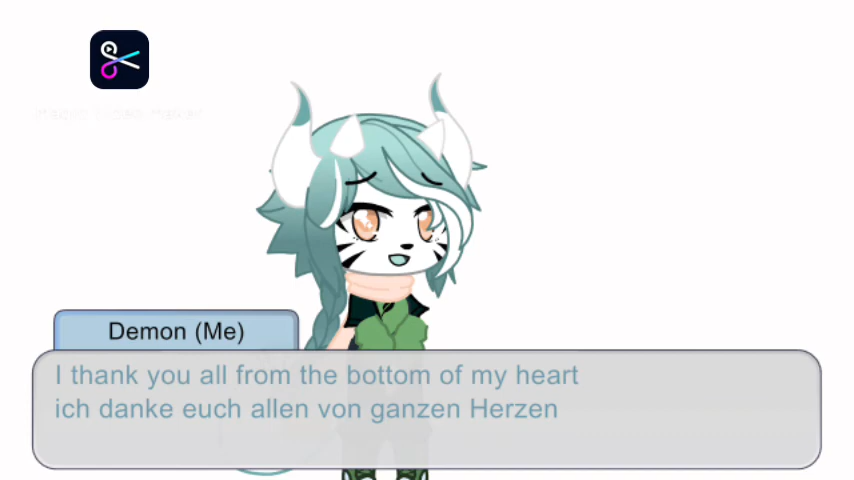 Demon (Me)
I thank you all from the bottom of my heart
ich danke euch allen von ganzen Herzen